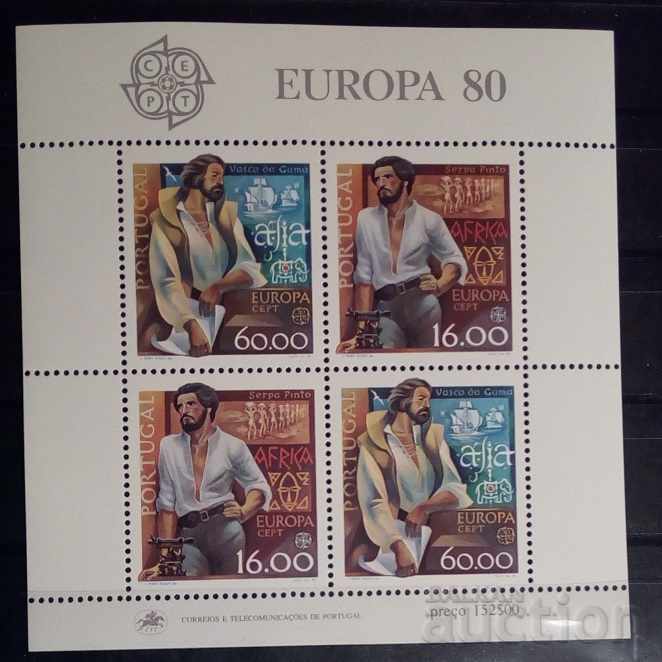 C E P T
EUROPA 80
PORTUGAL
Vasco da Gama
aſia
EUROPA
CEPT
60.00
PORTUGAL
Serpa Pinto
AFRICA
EUROPA
CEPT
16.00
PORTUGAL
Serpa Pinto
AFRICA
EUROPA
CEPT
16.00
PORTUGAL
Vasco da Gama
aſia
EUROPA
CEPT
60.00
CORREIOS E TELECOMUNICAÇÕES DE PORTUGAL
preço 152$00
auction